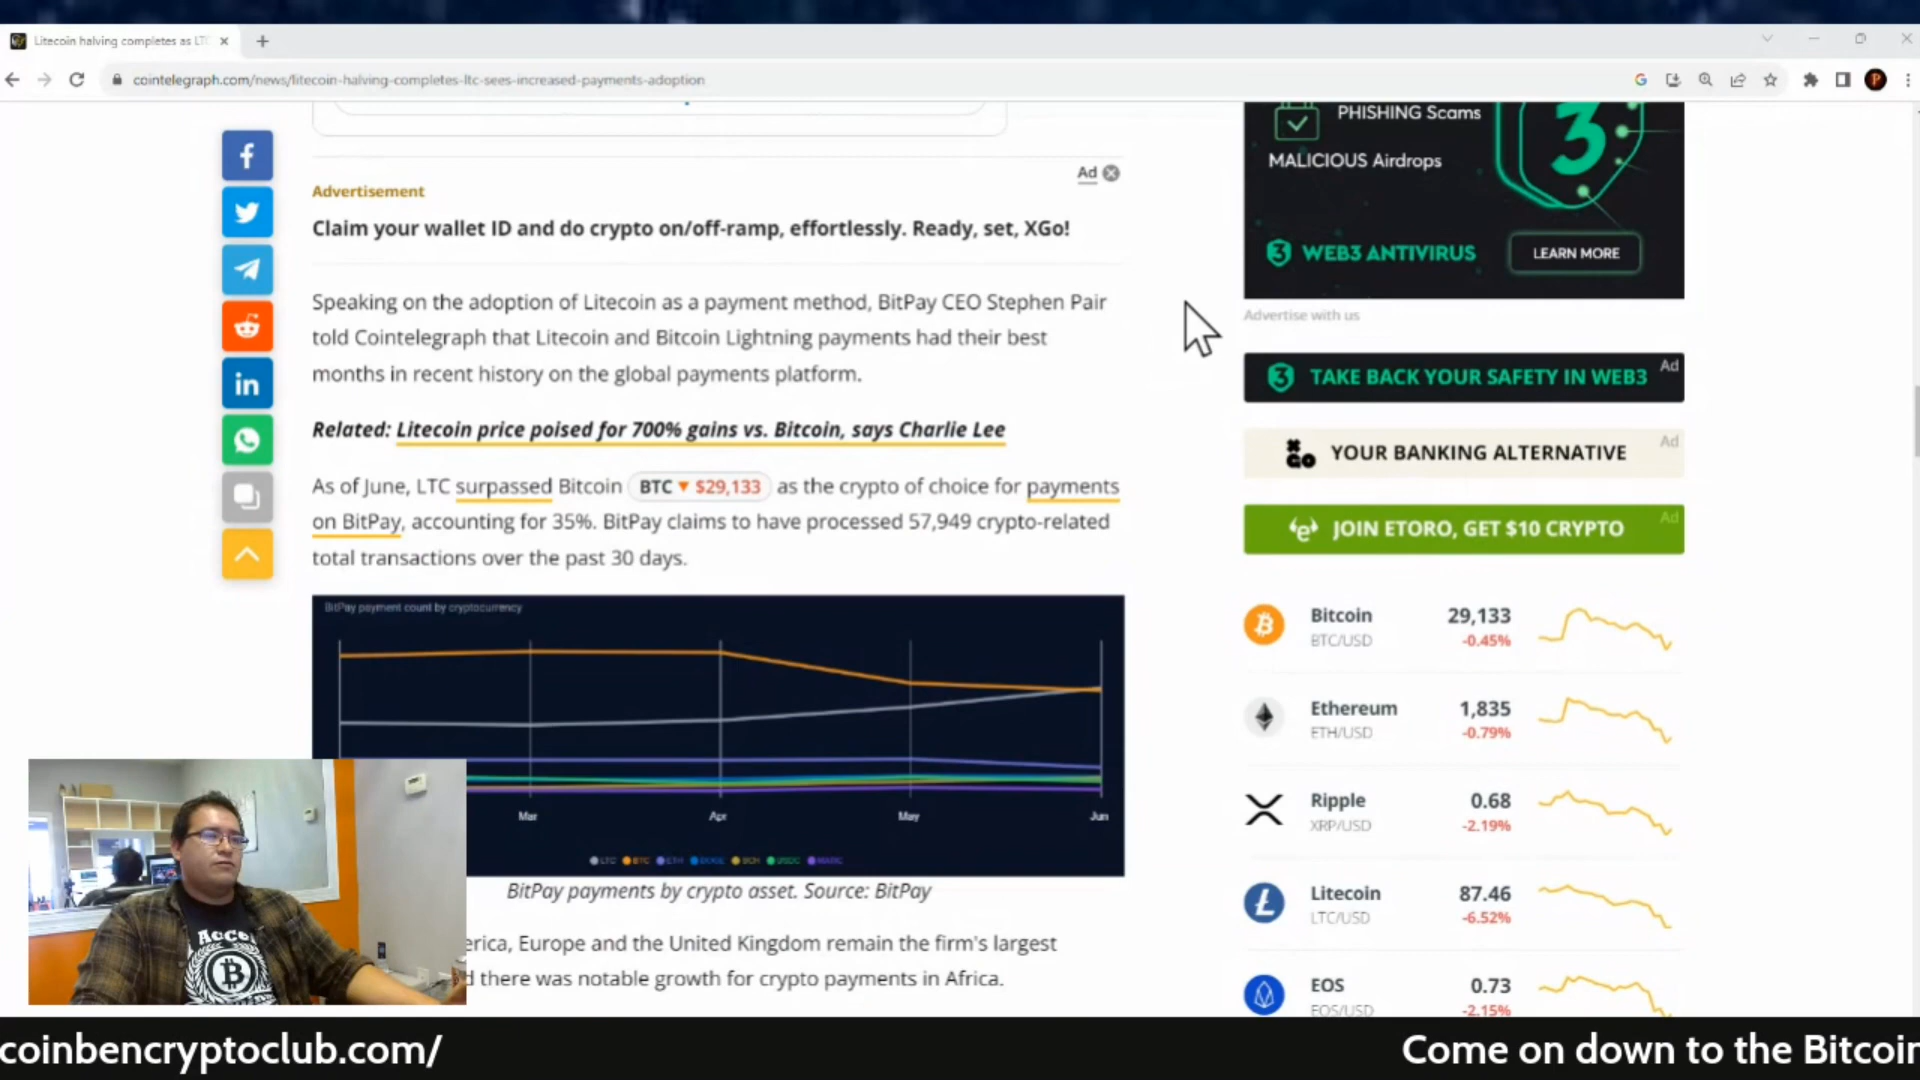 Litecoin halving completes as LT
cointelegraph.com/news/litecoin-halving-completes-ltc-sees-increased-payments-adoption
Ad
Advertisement
Claim your wallet ID and do crypto on/off-ramp, effortlessly. Ready, set, XGo!
Speaking on the adoption of Litecoin as a payment method, BitPay CEO Stephen Pair
told Cointelegraph that Litecoin and Bitcoin Lightning payments had their best
months in recent history on the global payments platform.
Related: Litecoin price poised for 700% gains vs. Bitcoin, says Charlie Lee
As of June, LTC surpassed Bitcoin BTC ▼ $29,133 as the crypto of choice for payments
on BitPay, accounting for 35%. BitPay claims to have processed 57,949 crypto-related
total transactions over the past 30 days.
BitPay payment count by cryptocurrency
Mar Apr May Jun
LTC BTC ETH DOGE BCH USDC MATIC
BitPay payments by crypto asset. Source: BitPay
erica, Europe and the United Kingdom remain the firm's largest
d there was notable growth for crypto payments in Africa.
PHISHING Scams
MALICIOUS Airdrops
3
WEB3 ANTIVIRUS
LEARN MORE
Advertise with us
TAKE BACK YOUR SAFETY IN WEB3
Ad
YOUR BANKING ALTERNATIVE
Ad
JOIN ETORO, GET $10 CRYPTO
Ad
Bitcoin 29,133
BTC/USD -0.45%
Ethereum 1,835
ETH/USD -0.79%
Ripple 0.68
XRP/USD -2.19%
Litecoin 87.46
LTC/USD -6.52%
EOS 0.73
EOS/USD -2.15%
Acce
coinbencryptoclub.com/
Come on down to the Bitcoin